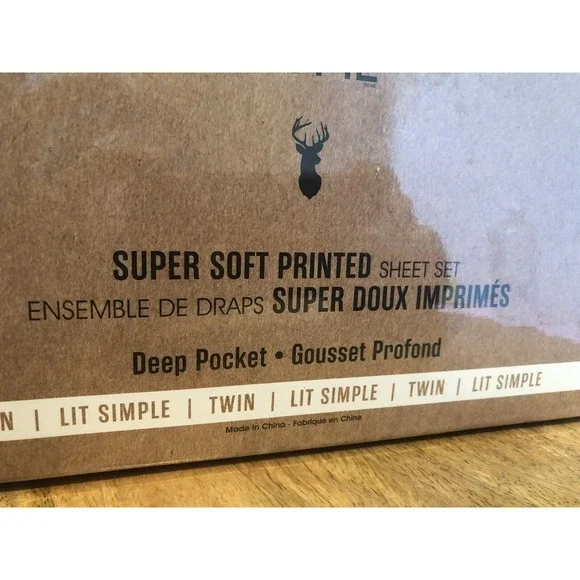 SUPER SOFT PRINTED SHEET SET
ENSEMBLE DE DRAPS SUPER DOUX IMPRIMÉS
Deep Pocket • Gousset Profond
N | LIT SIMPLE | TWIN | LIT SIMPLE | TWIN | LIT SIMPLE
Made in China - Fabriqué en Chine